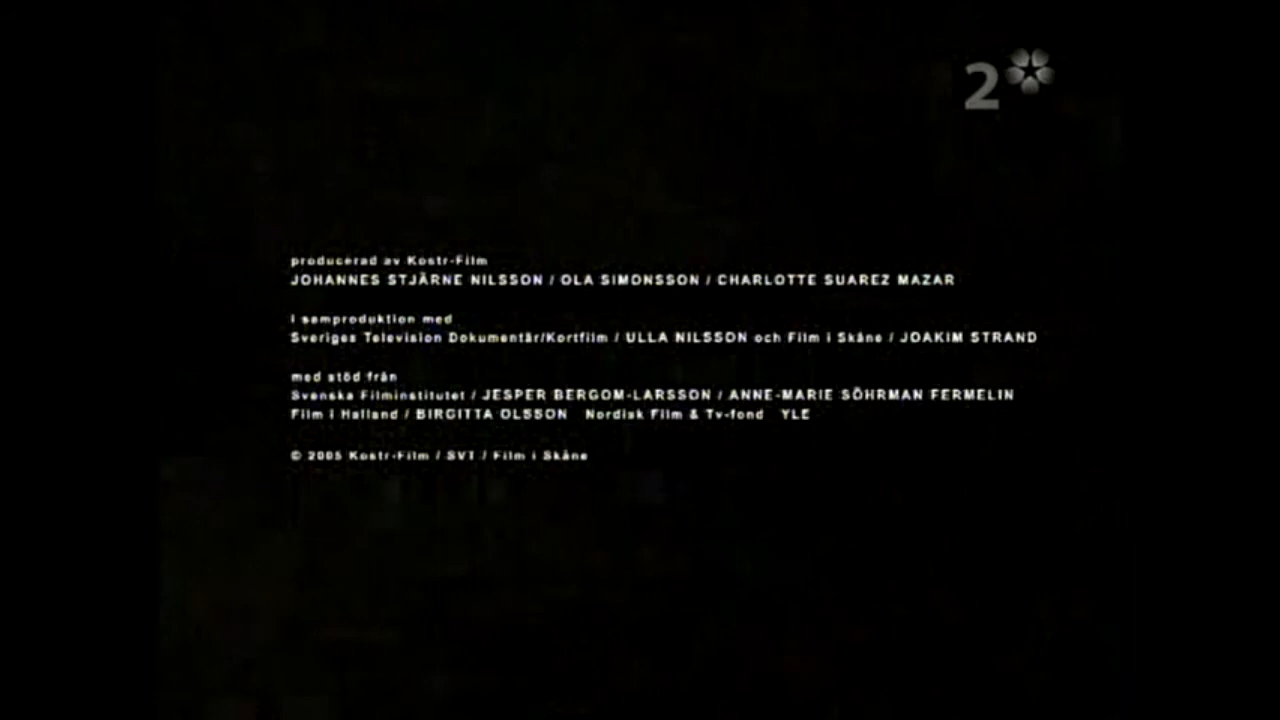 2
producerad av Kostr-Film
JOHANNES STJÄRNE NILSSON / OLA SIMONSSON / CHARLOTTE SUAREZ MAZAR
i samproduktion med
Sveriges Television Dokumentär/Kortfilm / ULLA NILSSON och Film i Skåne / JOAKIM STRAND
med stöd från
Svenska Filminstitutet / JESPER BERGOM-LARSSON / ANNE-MARIE SÖHRMAN FERMELIN
Film i Halland / BIRGITTA OLSSON Nordisk Film & Tv-fond YLE
© 2005 Kostr-Film / SVT / Film i Skåne